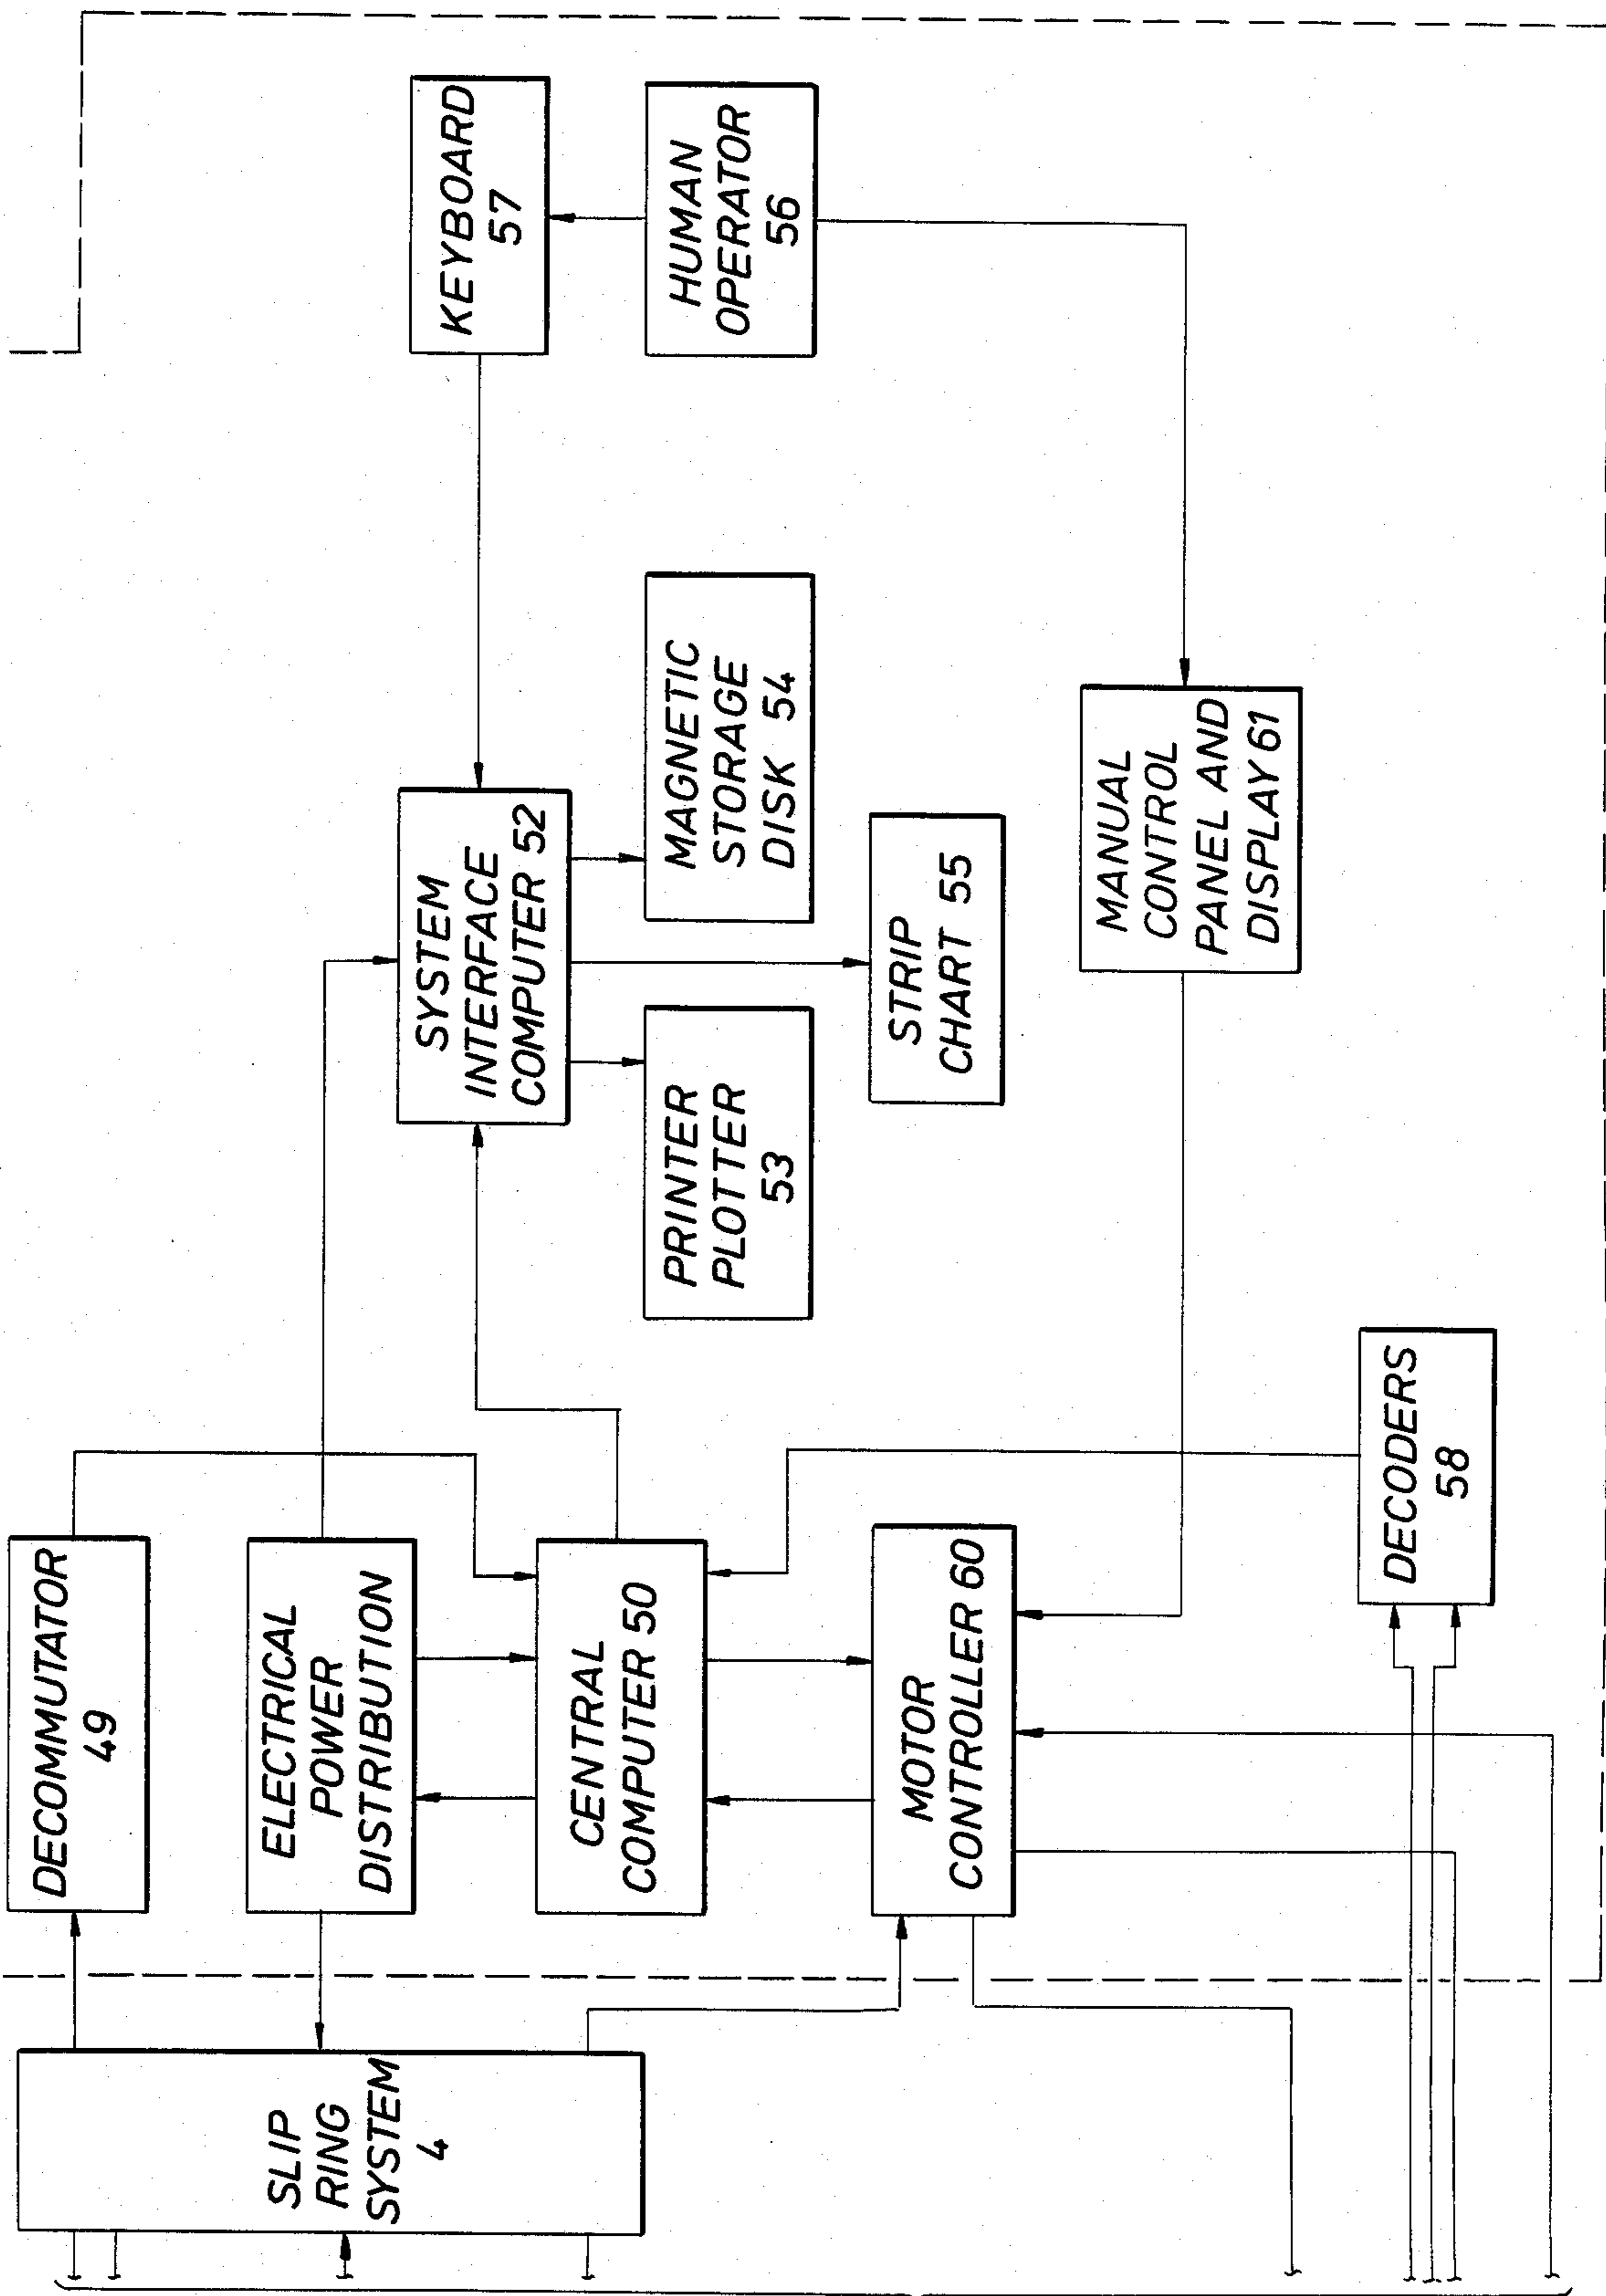 SLIP
RING
SYSTEM
4
DECOMMUTATOR
49
ELECTRICAL
POWER
DISTRIBUTION
CENTRAL
COMPUTER 50
MOTOR
CONTROLLER 60
DECODERS
58
SYSTEM
INTERFACE
COMPUTER 52
PRINTER
PLOTTER
53
STRIP
CHART 55
MAGNETIC
STORAGE
DISK 54
MANUAL
CONTROL
PANEL AND
DISPLAY 61
KEYBOARD
57
HUMAN
OPERATOR
56